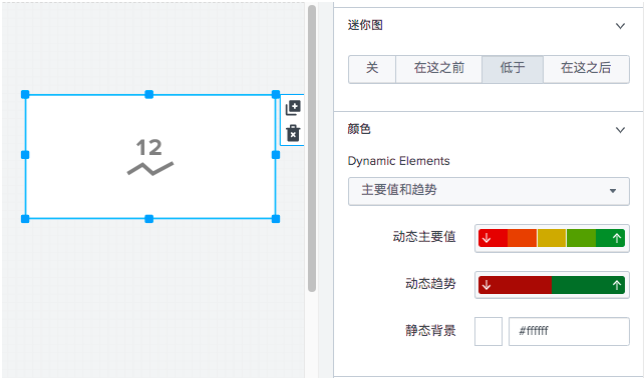 12
迷你图
关 在这之前 低于 在这之后
颜色
Dynamic Elements
主要值和趋势
动态主要值
动态趋势
静态背景 #ffffff